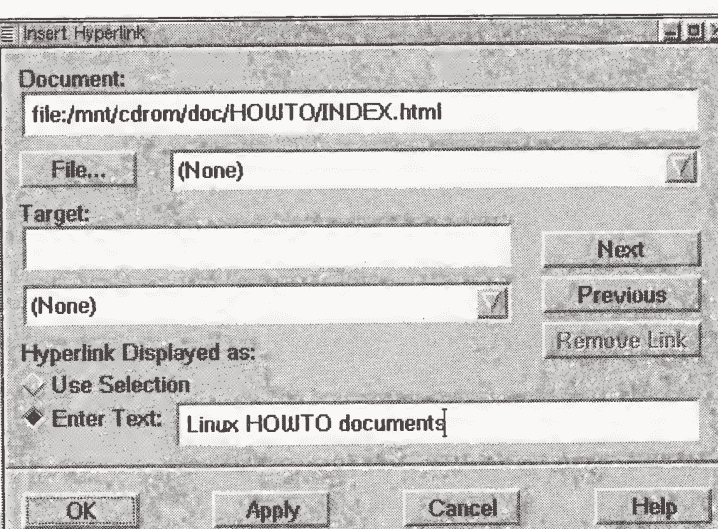 Insert Hyperlink
Document:
file:/mnt/cdrom/doc/HOWTO/INDEX.html
File...
(None)
Target:
Next
(None)
Previous
Remove Link
Hyperlink Displayed as:
Use Selection
Enter Text:
Linux HOWTO documents
OK
Apply
Cancel
Help